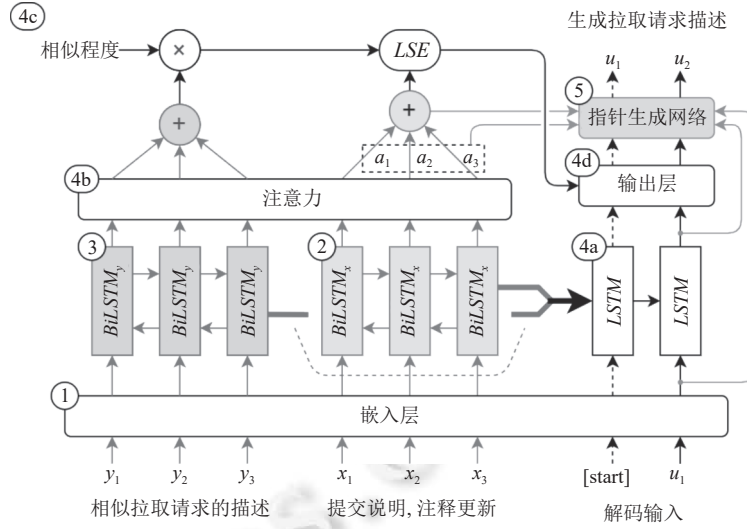 4c
生成拉取请求描述
相似程度
×
LSE
u₁
u₂
5
+
+
指针生成网络
a₁
a₂
a₃
4b
4d
注意力
输出层
3
2
4a
BiLSTMy
BiLSTMy
BiLSTMy
BiLSTMx
BiLSTMx
BiLSTMx
LSTM
LSTM
1
嵌入层
y₁
y₂
y₃
x₁
x₂
x₃
[start]
u₁
相似拉取请求的描述
提交说明, 注释更新
解码输入